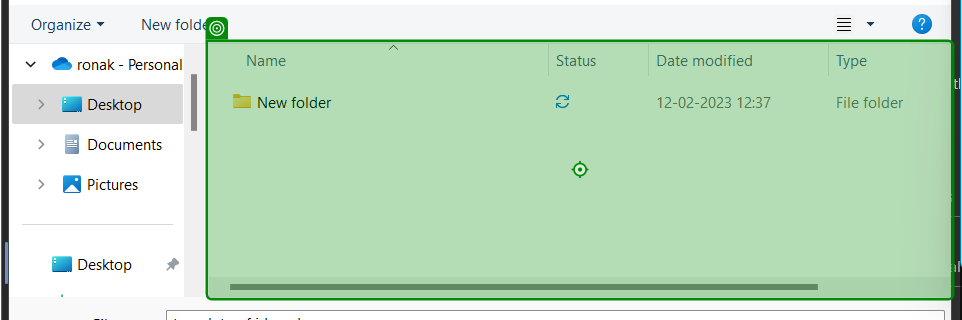 Organize New folde
ronak - Personal
Name Status Date modified Type
Desktop
New folder 12-02-2023 12:37 File folder
Documents
Pictures
Desktop